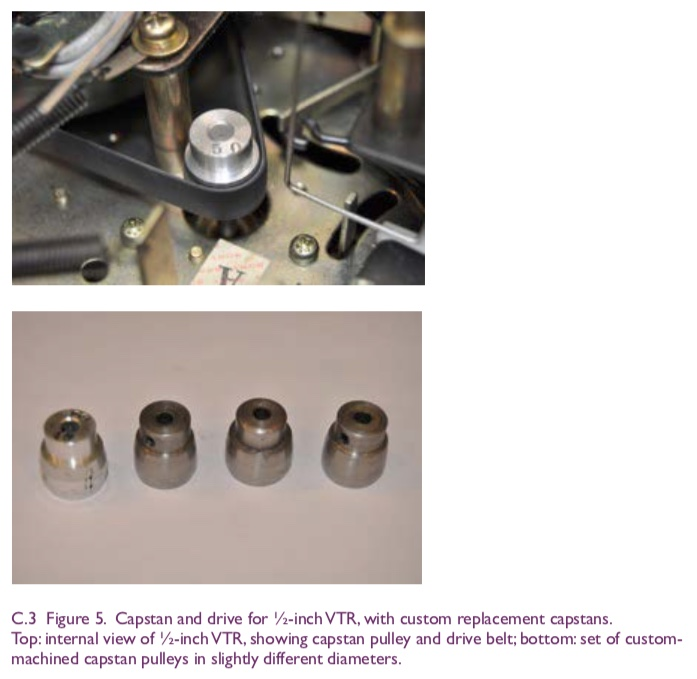 5 0
A
C.3 Figure 5. Capstan and drive for ½-inch VTR, with custom replacement capstans.
Top: internal view of ½-inch VTR, showing capstan pulley and drive belt; bottom: set of custom-
machined capstan pulleys in slightly different diameters.